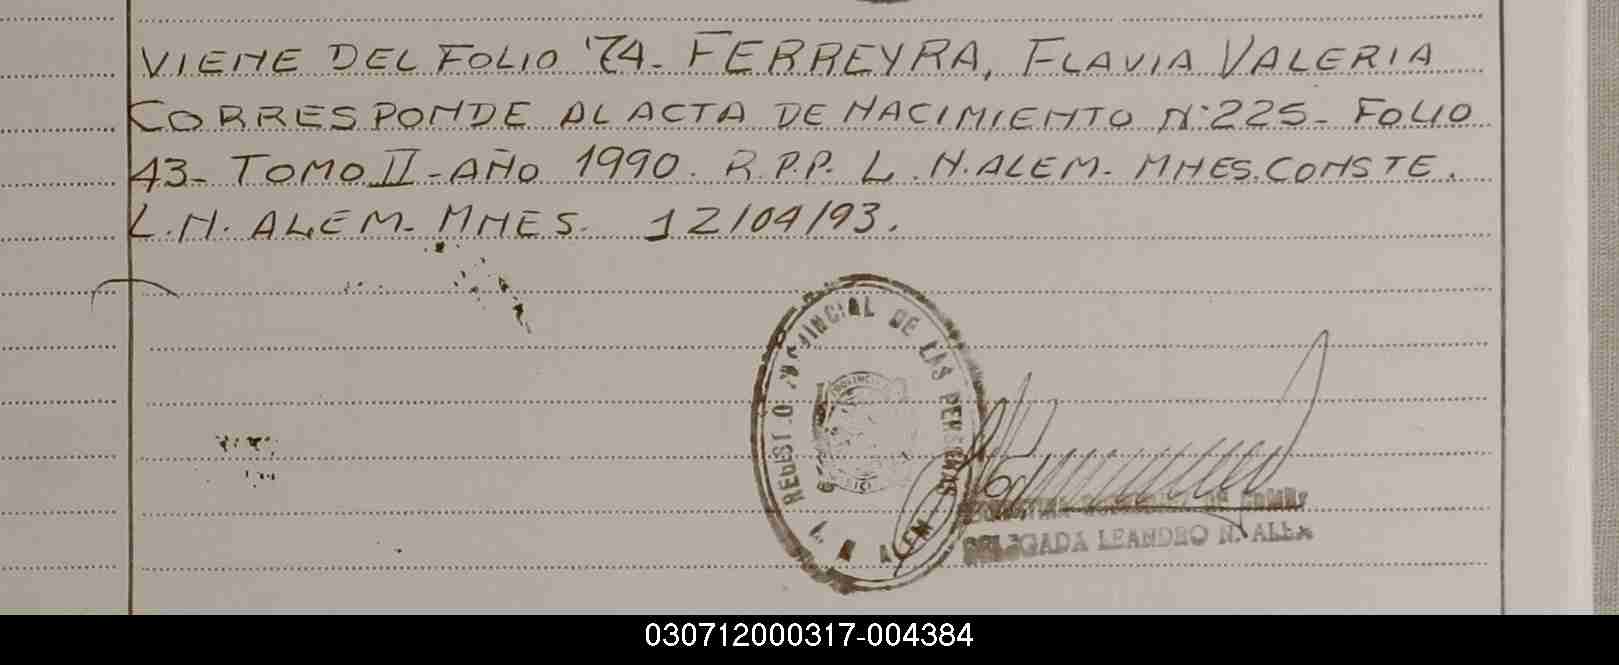 VIENE DEL FOLIO 74- FERREYRA, FLAVIA VALERIA
CORRESPONDE AL ACTA DE NACIMIENTO N°225- FOLIO
43- TOMO II - AÑO 1990. R.P.P. L.N. ALEM- MNES. CONSTE.
L.N. ALEM- MNES. 12/04/93.
REGISTRO PROVINCIAL DE LAS PERSONAS
L. N. ALEM
DELEGADA LEANDRO N. ALEM
030712000317-004384